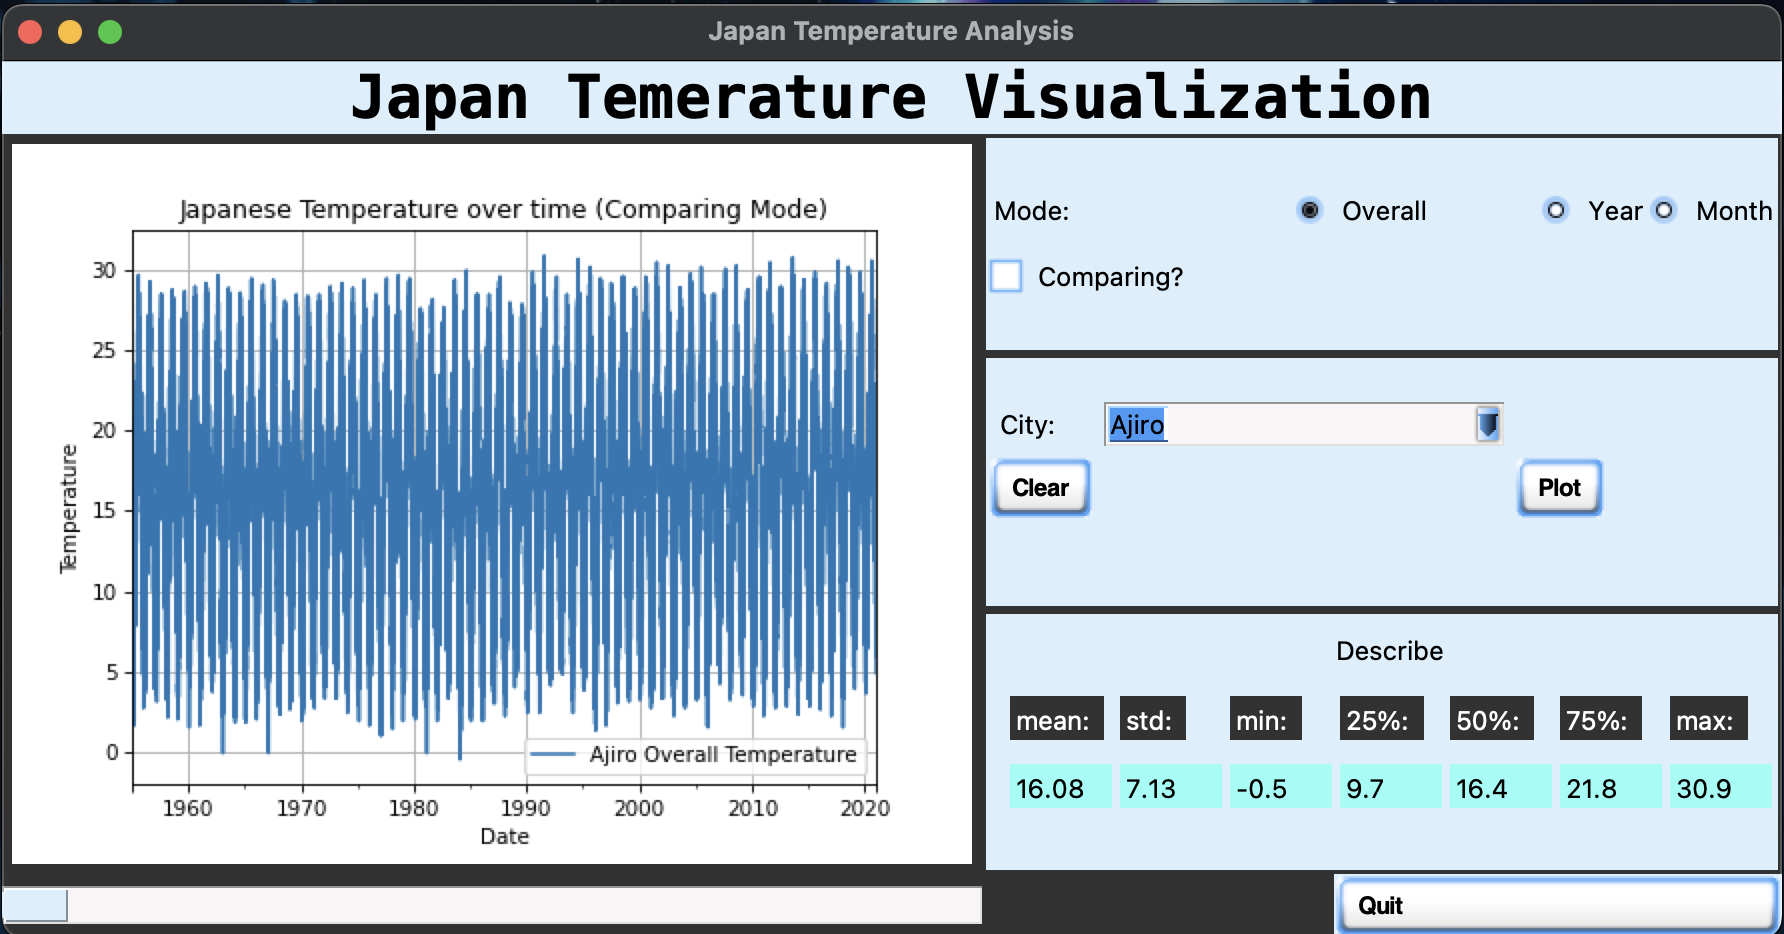 Japan Temperature Analysis
Japan Temerature Visualization
Japanese Temperature over time (Comparing Mode)
30
25
20
15
10
5
0
Temperature
1960 1970 1980 1990 2000 2010 2020
Date
Ajiro Overall Temperature
Mode: Overall Year Month
Comparing?
City: Ajiro
Clear Plot
Describe
mean: std: min: 25%: 50%: 75%: max:
16.08 7.13 -0.5 9.7 16.4 21.8 30.9
Quit